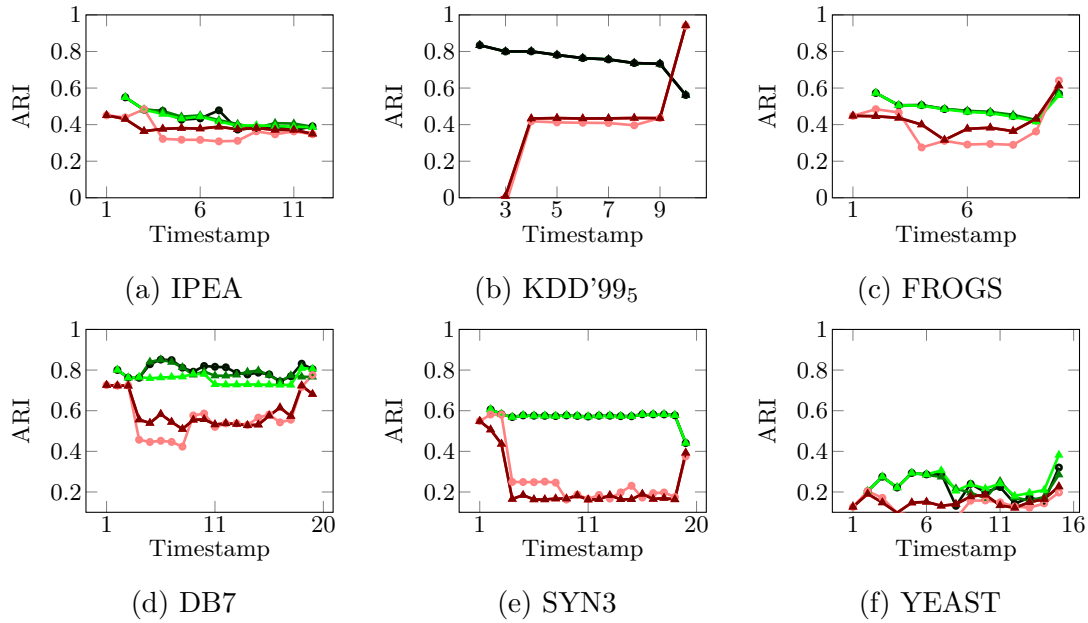 1
0.8
0.6
0.4
0.2
0
ARI
1 6 11
Timestamp
(a) IPEA
1
0.8
0.6
0.4
0.2
0
ARI
3 5 7 9
Timestamp
(b) KDD'99₅
1
0.8
0.6
0.4
0.2
0
ARI
1 6
Timestamp
(c) FROGS
1
0.8
0.6
0.4
0.2
ARI
1 11 20
Timestamp
(d) DB7
1
0.8
0.6
0.4
0.2
ARI
1 11 20
Timestamp
(e) SYN3
1
0.8
0.6
0.4
0.2
ARI
1 6 11 16
Timestamp
(f) YEAST